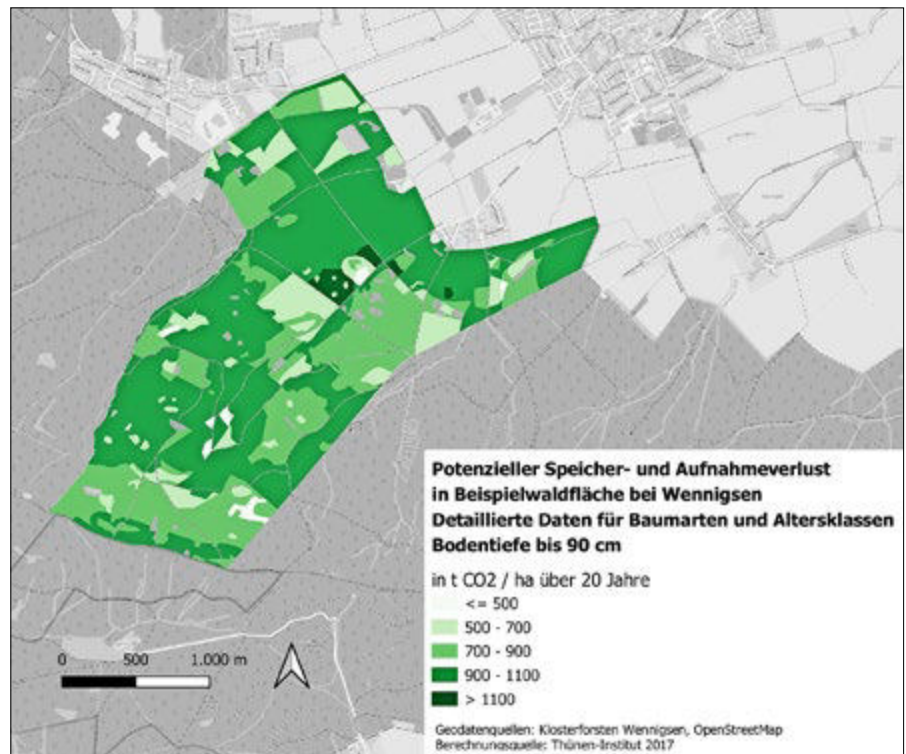 Potenzieller Speicher- und Aufnahmeverlust
in Beispielwaldfläche bei Wennigsen
Detaillierte Daten für Baumarten und Altersklassen
Bodentiefe bis 90 cm
in t CO2 / ha über 20 Jahre
<= 500
500 - 700
700 - 900
900 - 1100
> 1100
0 500 1.000 m
Geodatenquellen: Klosterforsten Wennigsen, OpenStreetMap
Berechnungsquelle: Thünen-Institut 2017